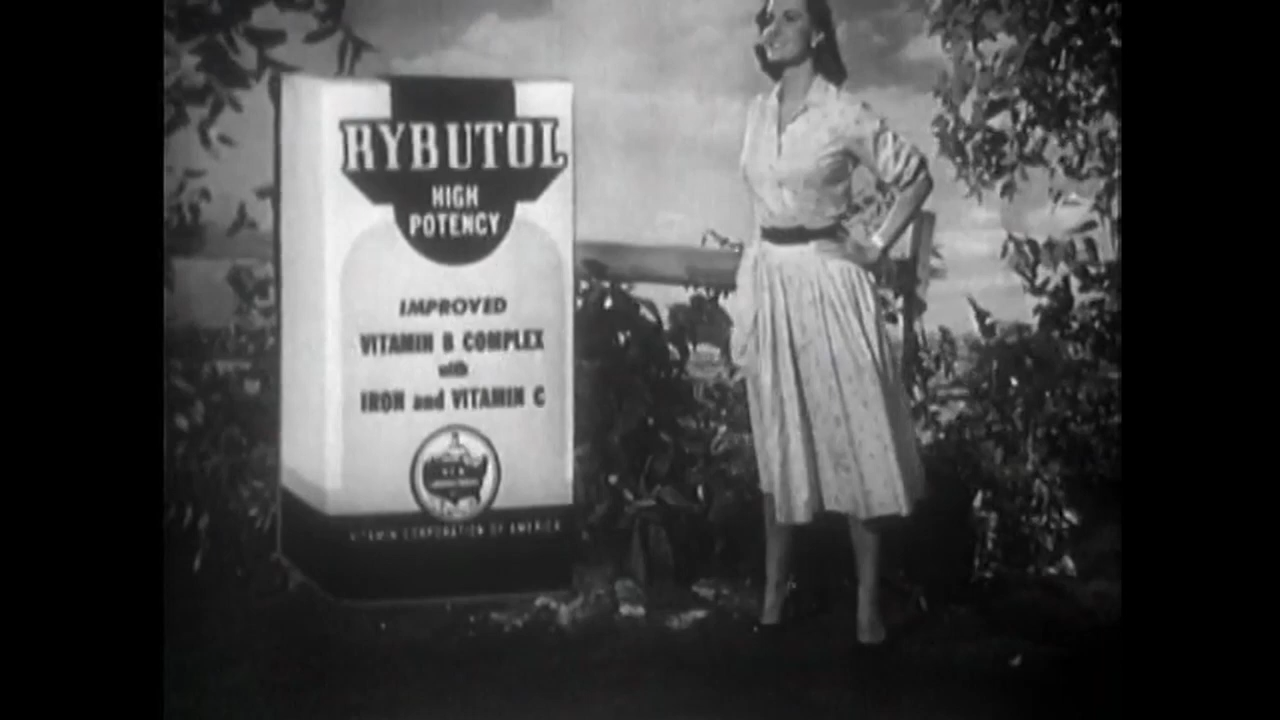 RYBUTOL
HIGH
POTENCY
IMPROVED
VITAMIN B COMPLEX
with
IRON and VITAMIN C
VITAMIN CORPORATION OF AMERICA